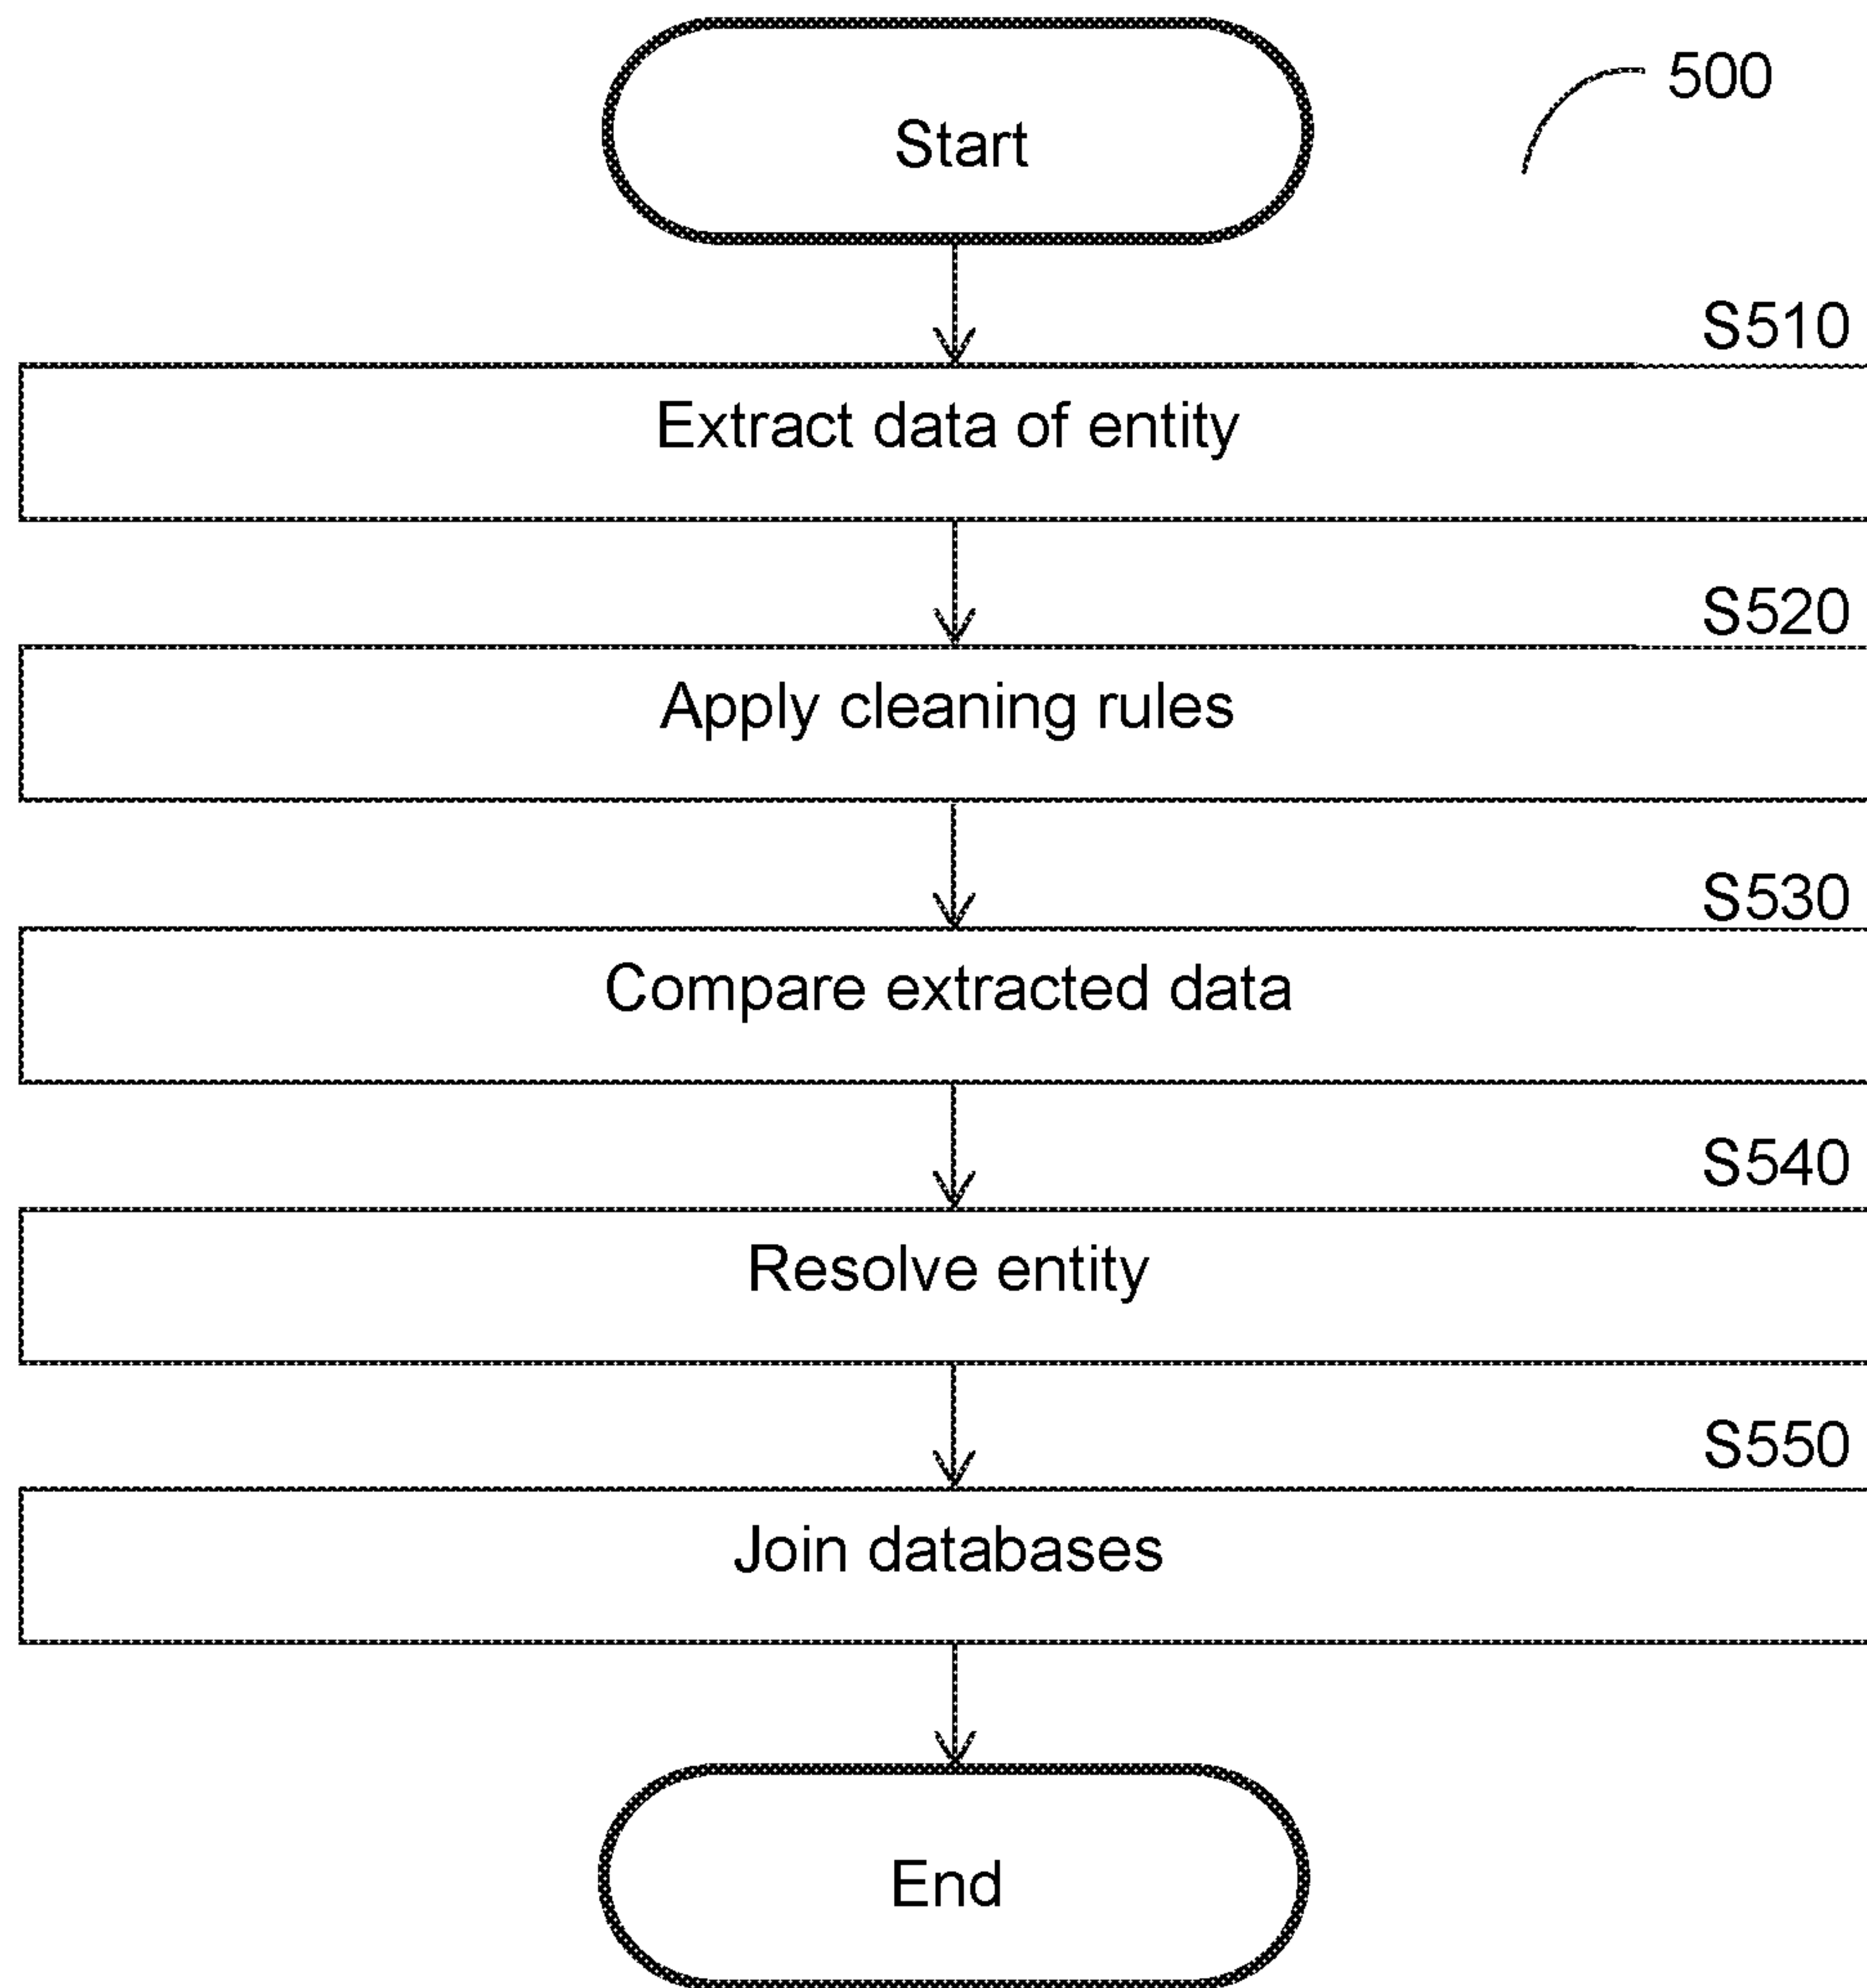 Start
500
S510
Extract data of entity
S520
Apply cleaning rules
S530
Compare extracted data
S540
Resolve entity
S550
Join databases
End